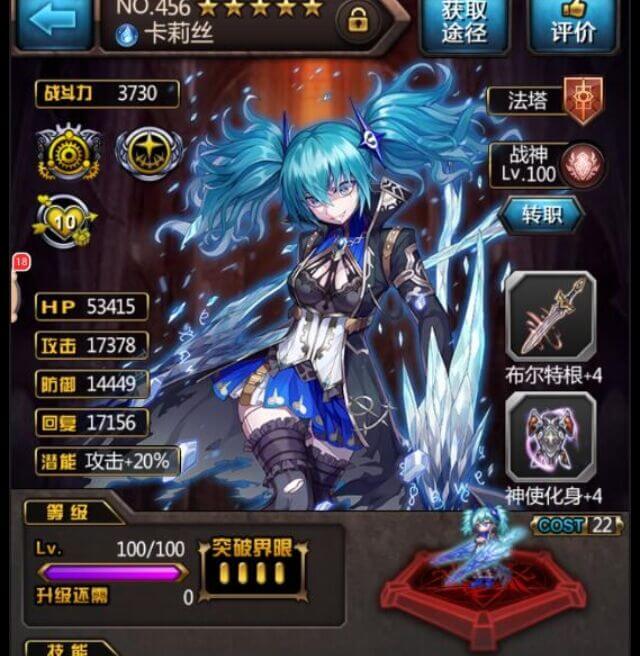 NO.456
获取
途径
评价
卡莉丝
战斗力 3730
法塔
战神
Lv.100
转职
10
18
HP 53415
攻击 17378
防御 14449
回复 17156
潜能 攻击+20%
布尔特根+4
神使化身+4
等级
COST 22
Lv. 100/100
突破界限
升级还需 0
技能